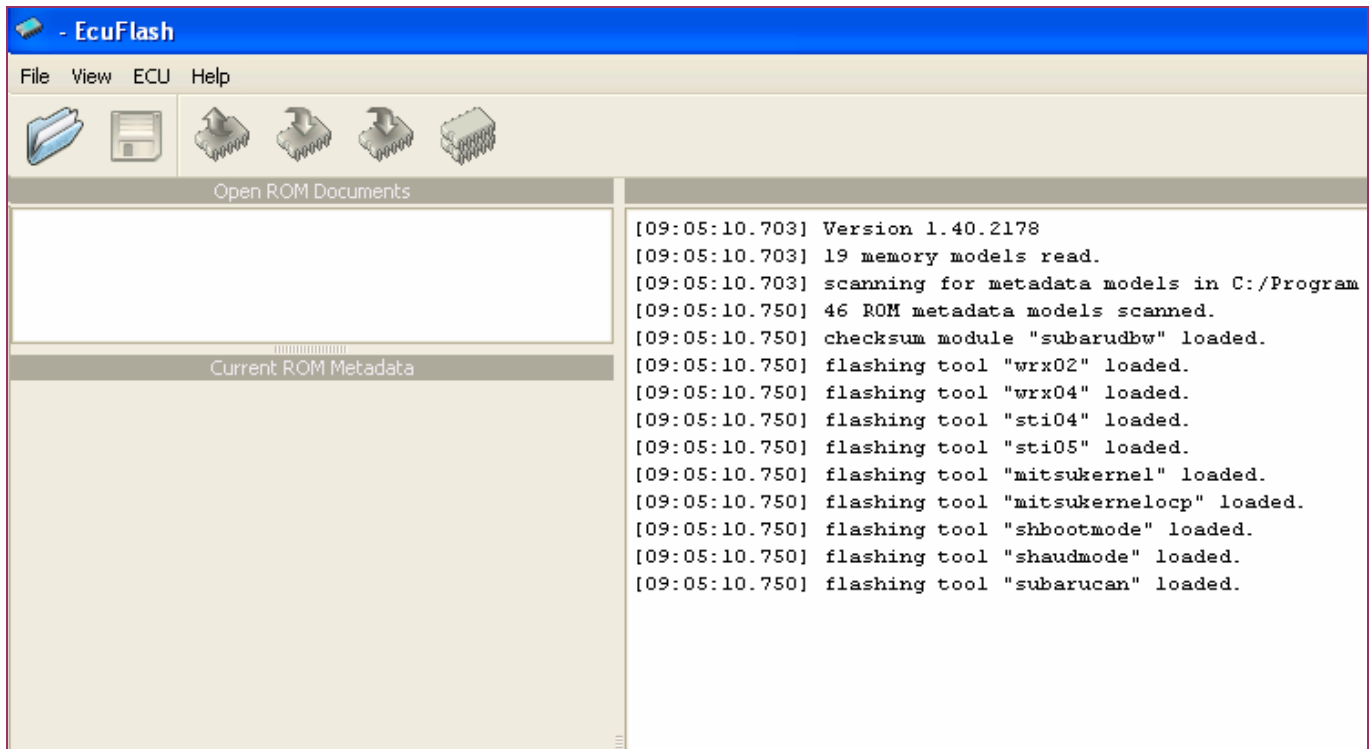 - EcuFlash
File View ECU Help
Open ROM Documents
Current ROM Metadata
[09:05:10.703] Version 1.40.2178
[09:05:10.703] 19 memory models read.
[09:05:10.703] scanning for metadata models in C:/Program
[09:05:10.750] 46 ROM metadata models scanned.
[09:05:10.750] checksum module "subarudbw" loaded.
[09:05:10.750] flashing tool "wrx02" loaded.
[09:05:10.750] flashing tool "wrx04" loaded.
[09:05:10.750] flashing tool "sti04" loaded.
[09:05:10.750] flashing tool "sti05" loaded.
[09:05:10.750] flashing tool "mitsukernel" loaded.
[09:05:10.750] flashing tool "mitsukernelocp" loaded.
[09:05:10.750] flashing tool "shbootmode" loaded.
[09:05:10.750] flashing tool "shaudmode" loaded.
[09:05:10.750] flashing tool "subarucan" loaded.